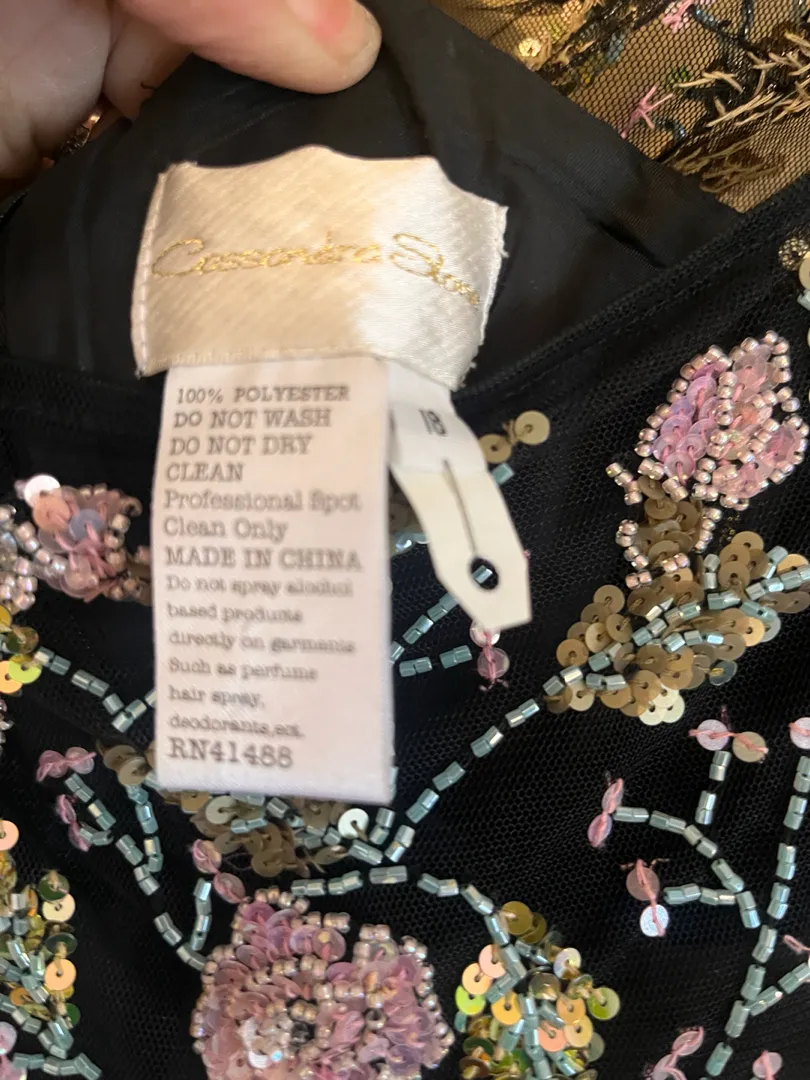 Cassandra Stone
18
100% POLYESTER
DO NOT WASH
DO NOT DRY
CLEAN
Professional Spot
Clean Only
MADE IN CHINA
Do not spray alcohol
based products
directly on garments
Such as perfume
hair spray,
deodorants,ect.
RN41488